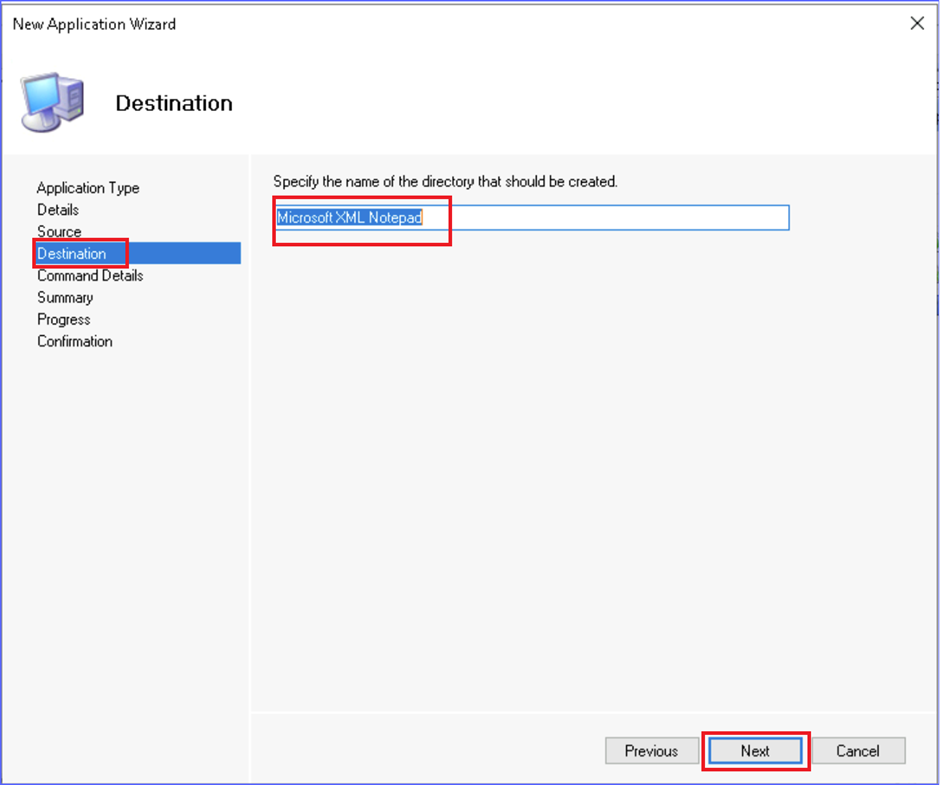 New Application Wizard
Destination
Application Type
Details
Source
Destination
Command Details
Summary
Progress
Confirmation
Specify the name of the directory that should be created.
Microsoft XML Notepad
Previous
Next
Cancel